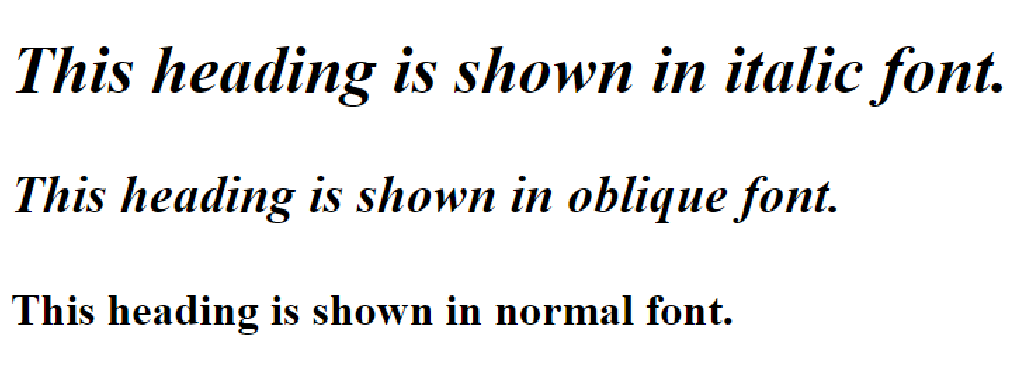 This heading is shown in italic font.
This heading is shown in oblique font.
This heading is shown in normal font.